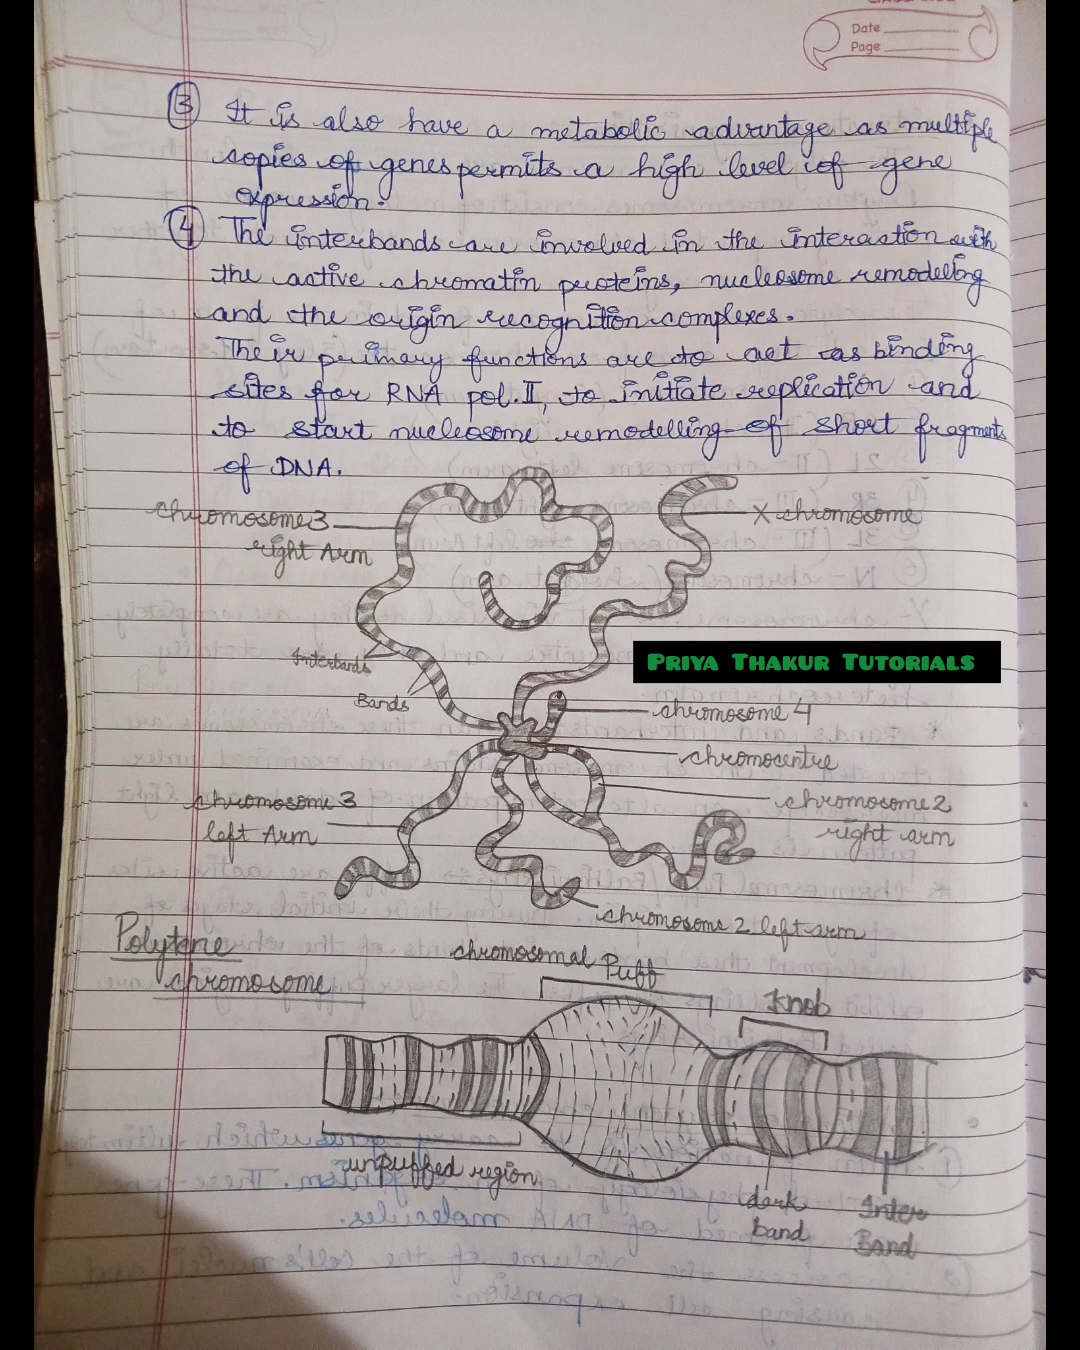 Date
Page
③ It is also have a metabolic advantage as multiple
copies of genes permits a high level of gene
expression.
④ The interbands are involved in the interaction with
the active chromatin proteins, nucleosome remodelling
and the origin recognition complexes.
Their primary functions are to act as binding
sites for RNA pol. II, to initiate replication and
to start nucleosome remodelling of short fragments
of DNA.
chromosome 3
right Arm
X chromosome
Interbands
PRIYA THAKUR TUTORIALS
Bands
chromosome 4
chromocentre
chromosome 3
left Arm
chromosome 2
right arm
chromosome 2 left arm
Polytene
chromosome
chromosomal Puff
Knob
unpuffed region
dark
band
Inter
Band